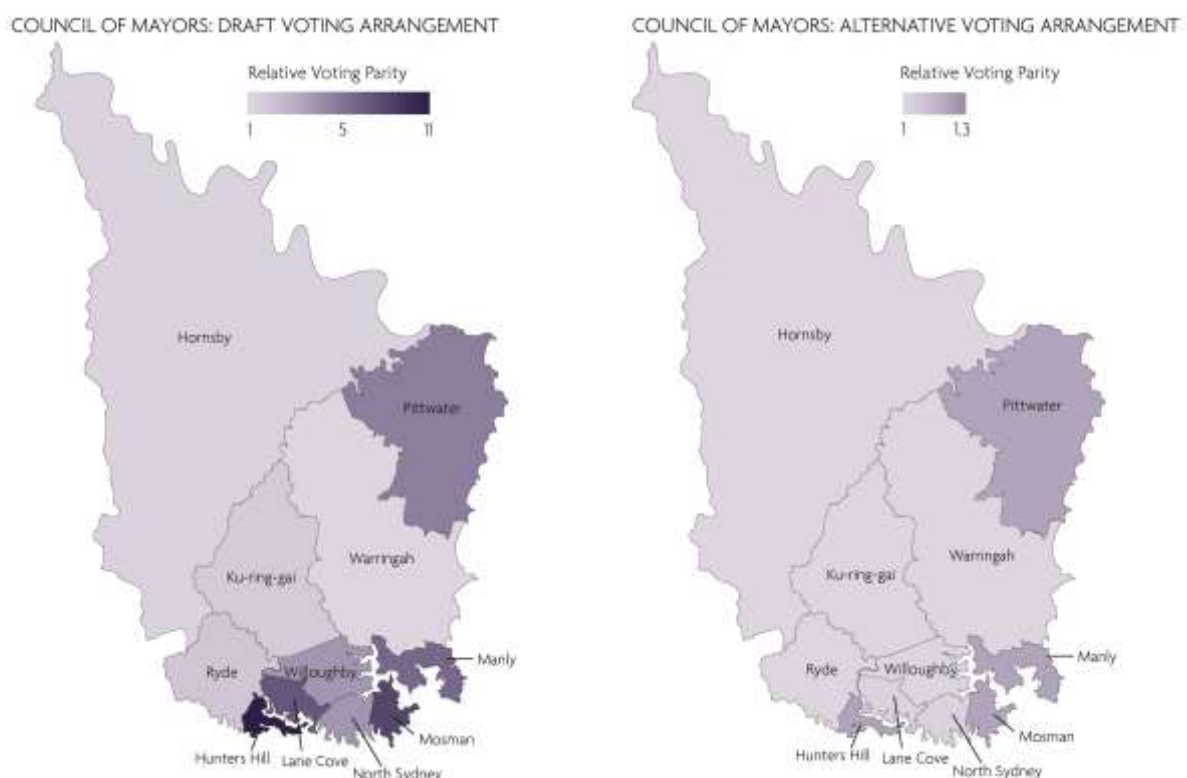 COUNCIL OF MAYORS: DRAFT VOTING ARRANGEMENT
Relative Voting Parity
1 5 11
Hornsby
Pittwater
Warringah
Ku-ring-gai
Ryde
Willoughby
Manly
Mosman
Hunters Hill
Lane Cove
North Sydney
COUNCIL OF MAYORS: ALTERNATIVE VOTING ARRANGEMENT
Relative Voting Parity
1 1.3
Hornsby
Pittwater
Warringah
Ku-ring-gai
Ryde
Willoughby
Manly
Mosman
Hunters Hill
Lane Cove
North Sydney